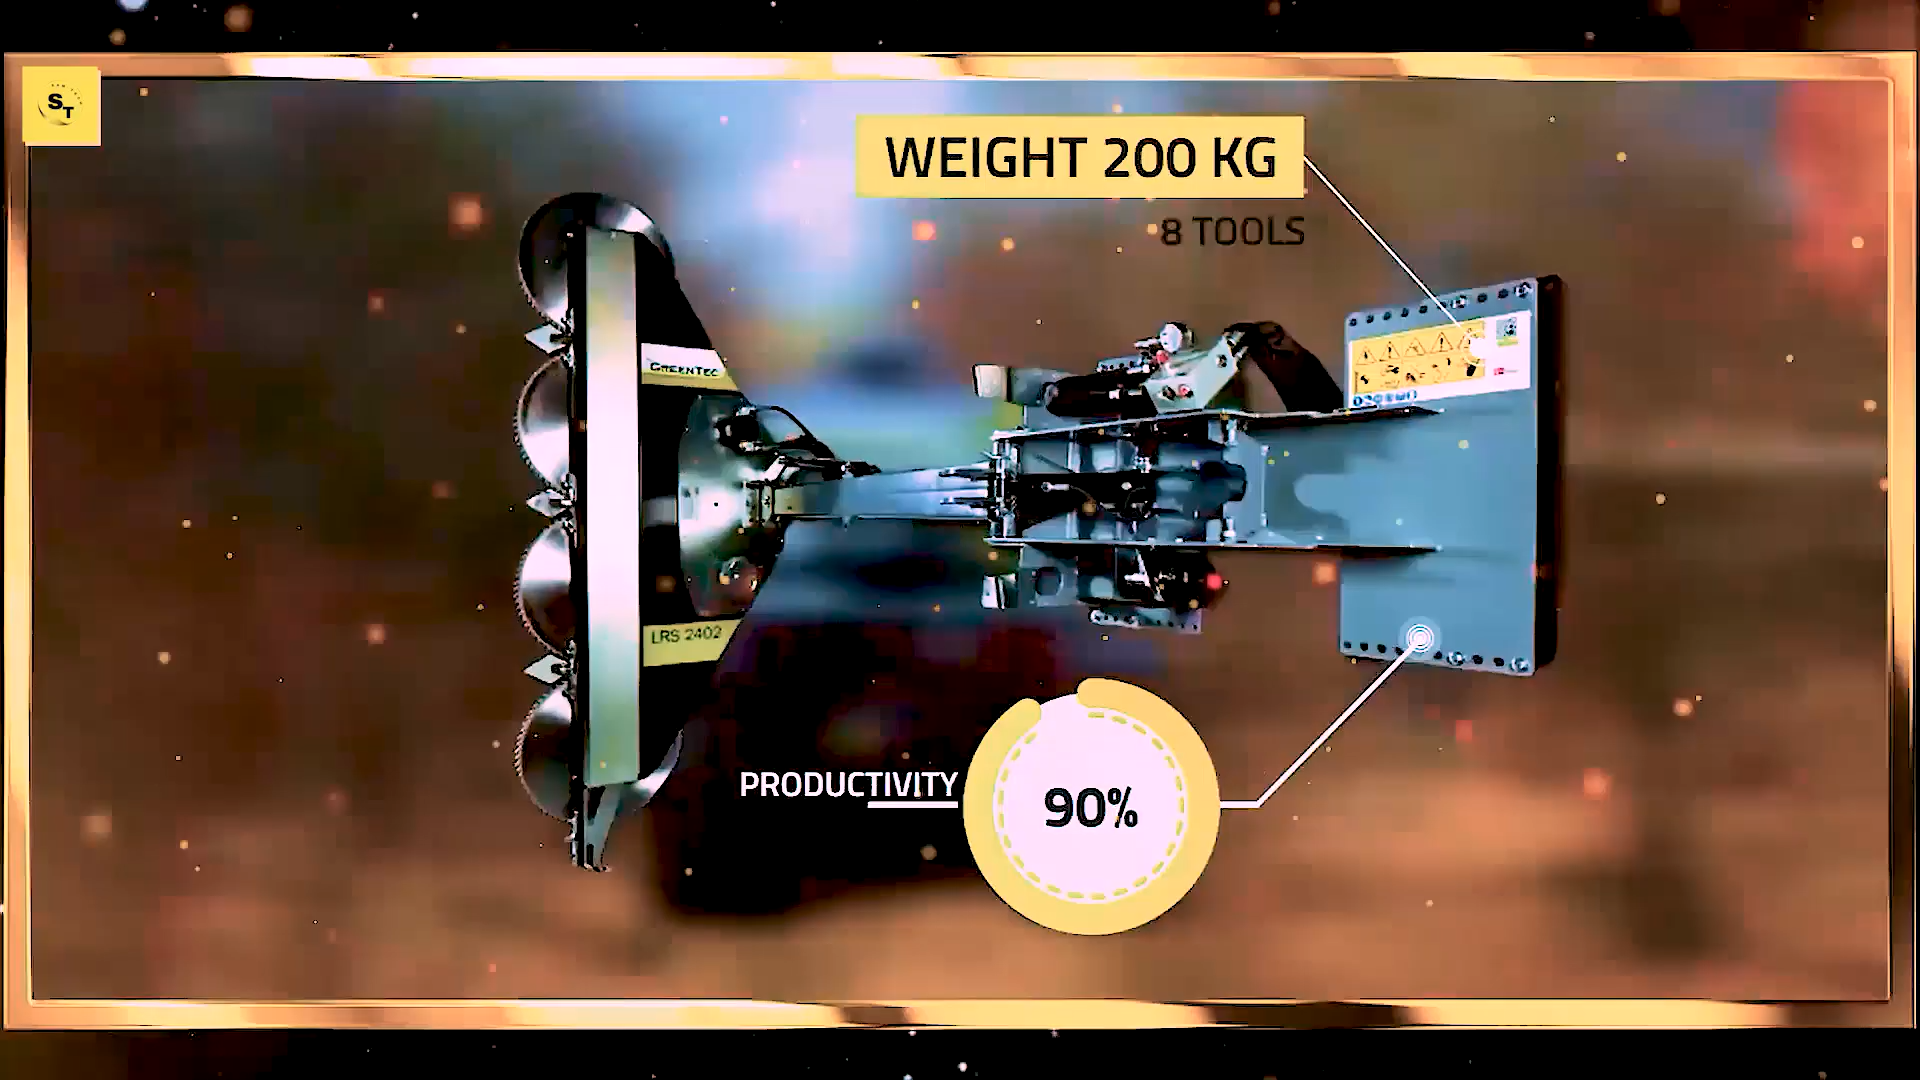 ST
WEIGHT 200 KG
8 TOOLS
GREENTEC
LRS 2402
PRODUCTIVITY
90%